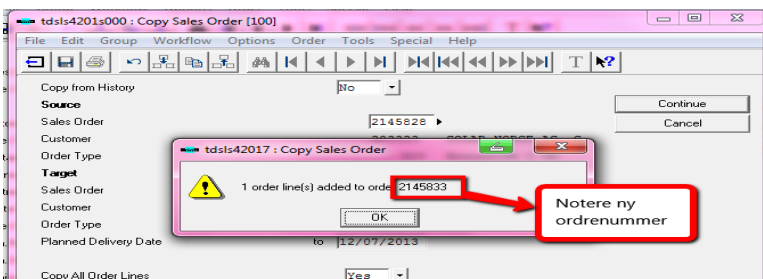 tdsls4201s000 : Copy Sales Order [100]
File Edit Group Workflow Options Order Tools Special Help
T
Copy from History No
Source
Continue
Sales Order 2145828
Cancel
Customer
tdsls42017 : Copy Sales Order
Order Type
Target
Sales Order
1 order line(s) added to order 2145833
Customer
Notere ny
ordrenummer
Order Type
OK
Planned Delivery Date to 12/07/2013
Copy All Order Lines Yes